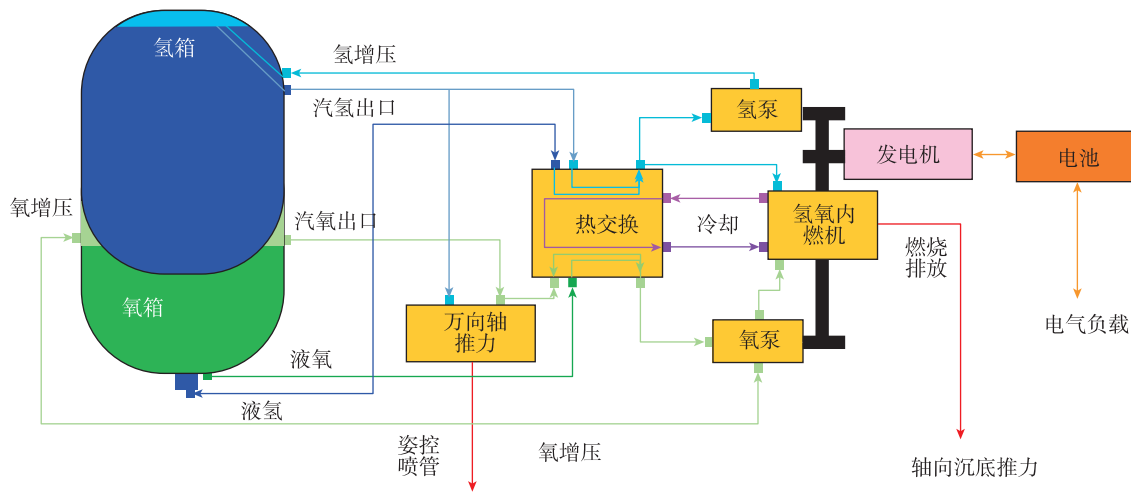 氢箱
氢增压
汽氢出口
氢泵
发电机
电池
氧增压
汽氧出口
热交换
冷却
氢氧内
燃机
燃烧
排放
氧箱
万向轴
推力
氧泵
电气负载
液氧
液氢
姿控
喷管
氧增压
轴向沉底推力